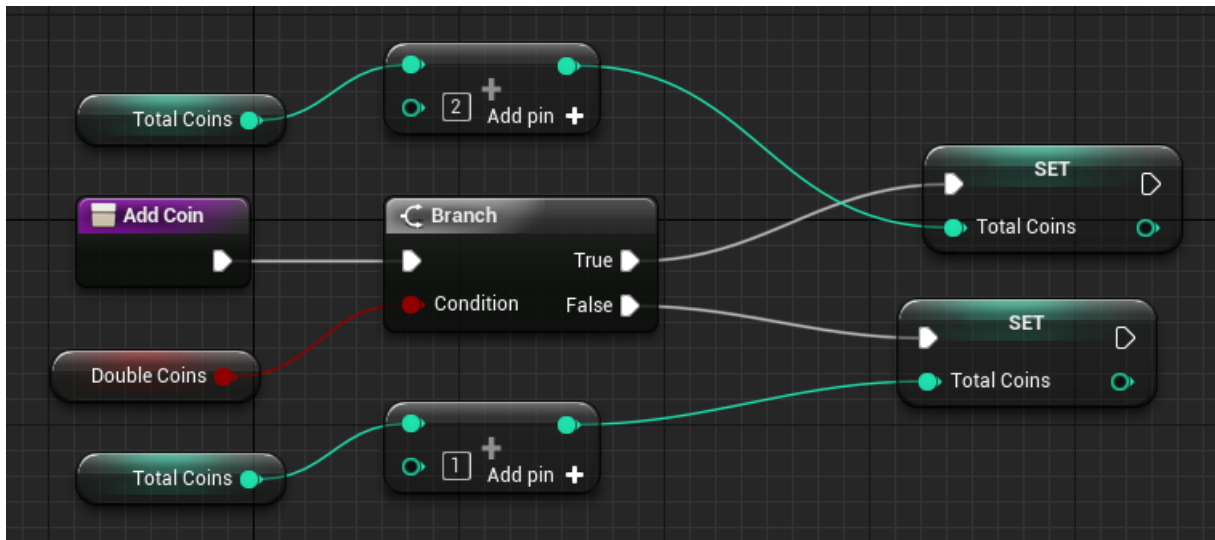 Total Coins
2
Add pin
Add Coin
Branch
True
Condition
False
SET
Total Coins
SET
Total Coins
Double Coins
Total Coins
1
Add pin